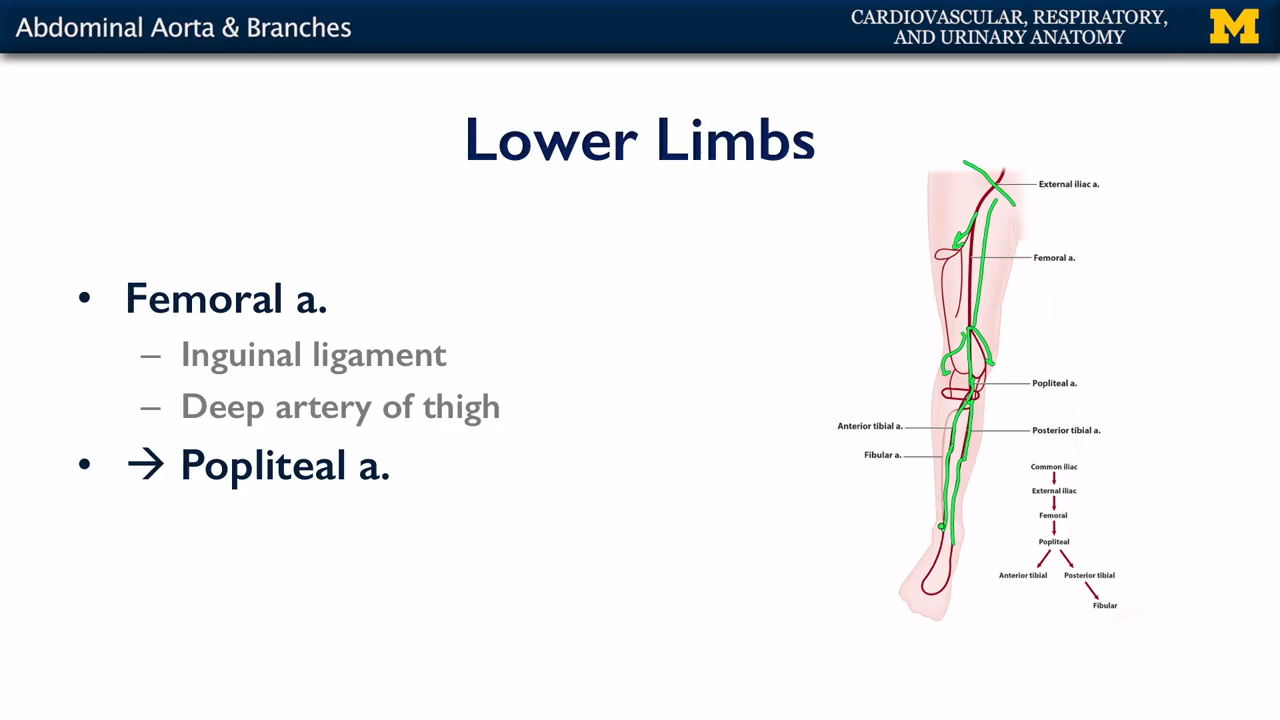 Abdominal Aorta & Branches
CARDIOVASCULAR, RESPIRATORY,
AND URINARY ANATOMY
M
Lower Limbs
• Femoral a.
– Inguinal ligament
– Deep artery of thigh
• → Popliteal a.
External iliac a.
Femoral a.
Popliteal a.
Anterior tibial a.
Posterior tibial a.
Fibular a.
Common iliac
External iliac
Femoral
Popliteal
Anterior tibial Posterior tibial
Fibular